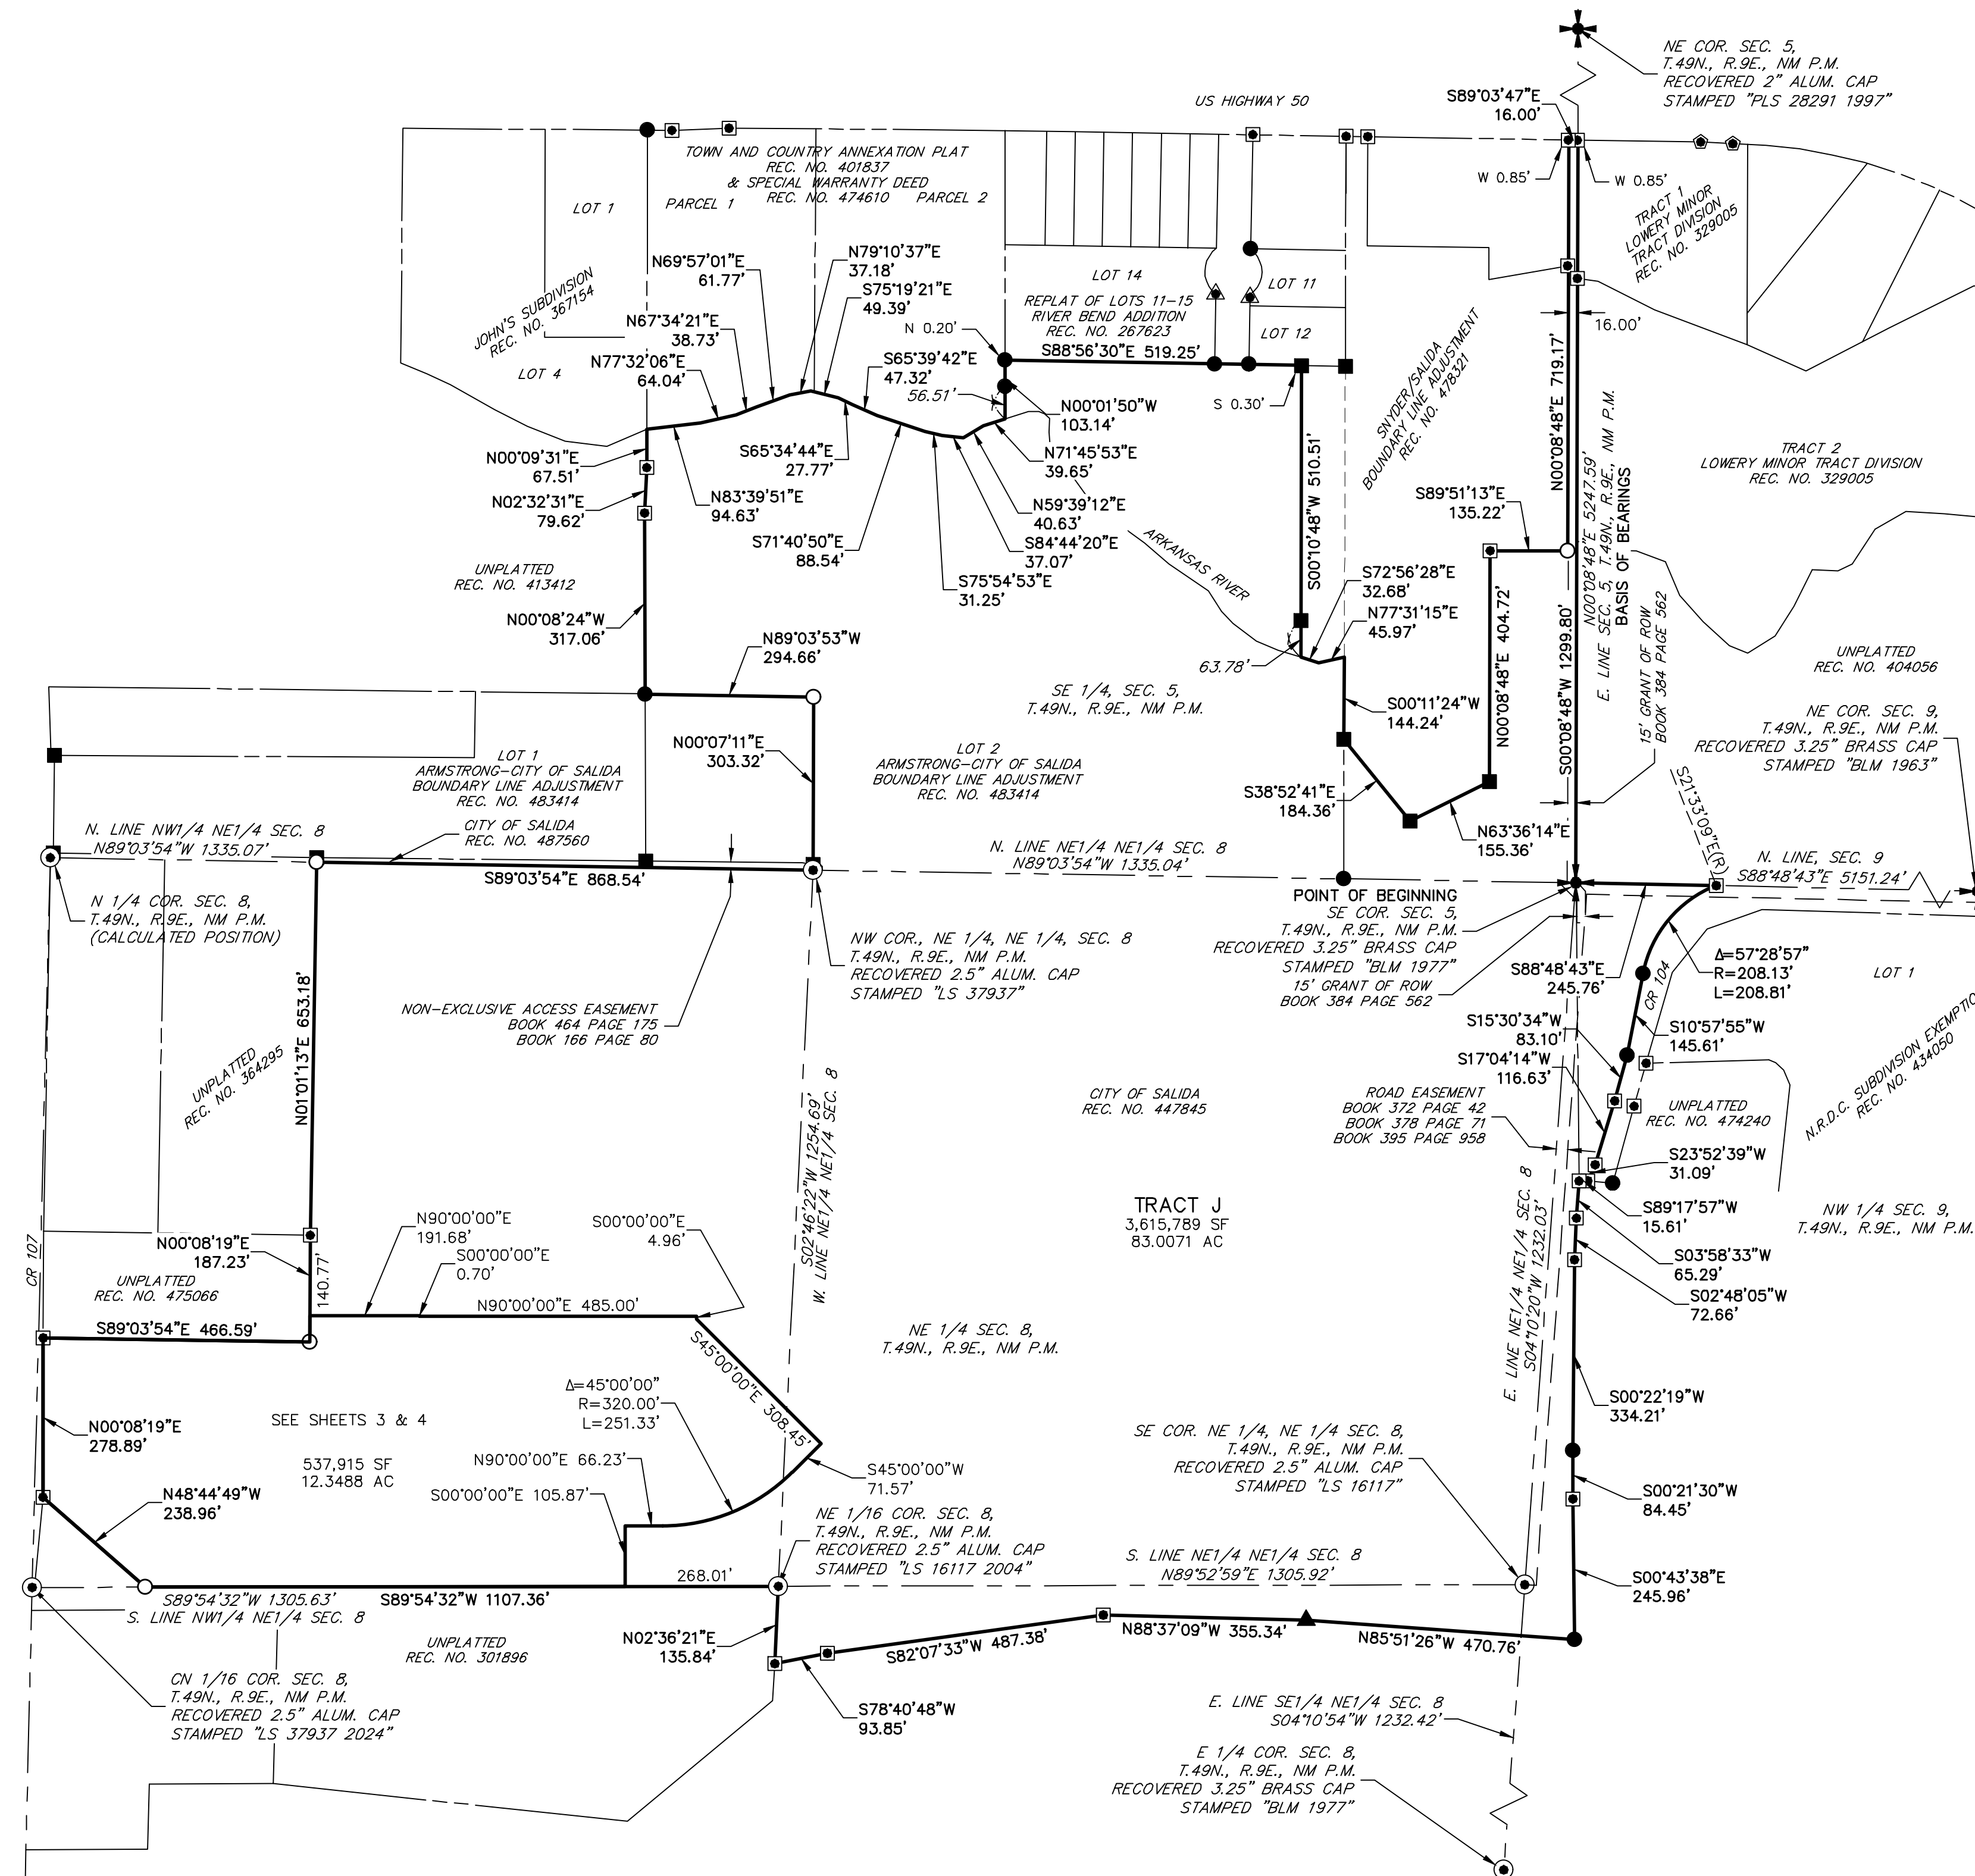 NE COR. SEC. 5,
T.49N., R.9E., NM P.M.
RECOVERED 2" ALUM. CAP
STAMPED "PLS 28291 1997"
US HIGHWAY 50
S89°03'47"E
16.00'
W 0.85'
W 0.85'
TRACT 1
LOWERY MINOR
TRACT DIVISION
REC. NO. 329005
TOWN AND COUNTRY ANNEXATION PLAT
REC. NO. 401837
& SPECIAL WARRANTY DEED
REC. NO. 474610
PARCEL 1
PARCEL 2
LOT 1
JOHN'S SUBDIVISION
REC. NO. 367154
LOT 4
N69°57'01"E
61.77'
N79°10'37"E
37.18'
S75°19'21"E
49.39'
N67°34'21"E
38.73'
N77°32'06"E
64.04'
N 0.20'
S65°39'42"E
47.32'
56.51'
LOT 14
REPLAT OF LOTS 11-15
RIVER BEND ADDITION
REC. NO. 267623
S88°56'30"E 519.25'
LOT 11
LOT 12
16.00'
S 0.30'
SNYDER/SALIDA
BOUNDARY LINE ADJUSTMENT
REC. NO. 478321
N00°01'50"W
103.14'
N71°45'53"E
39.65'
N00°09'31"E
67.51'
N02°32'31"E
79.62'
S65°34'44"E
27.77'
N83°39'51"E
94.63'
N59°39'12"E
40.63'
S84°44'20"E
37.07'
S71°40'50"E
88.54'
S75°54'53"E
31.25'
ARKANSAS RIVER
S00°10'48"W 510.51'
N00°08'48"E 719.17'
N00°08'48"E 5247.59'
E. LINE SEC. 5, T.49N., R.9E., NM P.M.
BASIS OF BEARINGS
TRACT 2
LOWERY MINOR TRACT DIVISION
REC. NO. 329005
S89°51'13"E
135.22'
UNPLATTED
REC. NO. 413412
N00°08'24"W
317.06'
N89°03'53"W
294.66'
S72°56'28"E
32.68'
N77°31'15"E
45.97'
63.78'
N00°08'48"E 404.72'
S00°08'48"W 1299.80'
15' GRANT OF ROW
BOOK 384 PAGE 562
UNPLATTED
REC. NO. 404056
SE 1/4, SEC. 5,
T.49N., R.9E., NM P.M.
S00°11'24"W
144.24'
NE COR. SEC. 9,
T.49N., R.9E., NM P.M.
RECOVERED 3.25" BRASS CAP
STAMPED "BLM 1963"
N00°07'11"E
303.32'
LOT 1
ARMSTRONG-CITY OF SALIDA
BOUNDARY LINE ADJUSTMENT
REC. NO. 483414
LOT 2
ARMSTRONG-CITY OF SALIDA
BOUNDARY LINE ADJUSTMENT
REC. NO. 483414
S38°52'41"E
184.36'
N63°36'14"E
155.36'
S21°33'09"E(R)
N. LINE NW1/4 NE1/4 SEC. 8
N89°03'54"W 1335.07'
CITY OF SALIDA
REC. NO. 487560
S89°03'54"E 868.54'
N. LINE NE1/4 NE1/4 SEC. 8
N89°03'54"W 1335.04'
N. LINE, SEC. 9
S88°48'43"E 5151.24'
N 1/4 COR. SEC. 8,
T.49N., R.9E., NM P.M.
(CALCULATED POSITION)
POINT OF BEGINNING
SE COR. SEC. 5,
T.49N., R.9E., NM P.M.
RECOVERED 3.25" BRASS CAP
STAMPED "BLM 1977"
15' GRANT OF ROW
BOOK 384 PAGE 562
NW COR., NE 1/4, NE 1/4, SEC. 8
T.49N., R.9E., NM P.M.
RECOVERED 2.5" ALUM. CAP
STAMPED "LS 37937"
S88°48'43"E
245.76'
CR 104
Δ=57°28'57"
R=208.13'
L=208.81'
LOT 1
NON-EXCLUSIVE ACCESS EASEMENT
BOOK 464 PAGE 175
BOOK 166 PAGE 80
N01°01'13"E 653.18'
UNPLATTED
REC. NO. 364295
S15°30'34"W
83.10'
S10°57'55"W
145.61'
S17°04'14"W
116.63'
N.R.D.C. SUBDIVISION EXEMPTION
REC. NO. 434050
CITY OF SALIDA
REC. NO. 447845
ROAD EASEMENT
BOOK 372 PAGE 42
BOOK 378 PAGE 71
BOOK 395 PAGE 958
UNPLATTED
REC. NO. 474240
S02°46'22"W 1254.69'
W. LINE NE1/4 NE1/4 SEC. 8
S23°52'39"W
31.09'
S89°17'57"W
15.61'
TRACT J
3,615,789 SF
83.0071 AC
E. LINE NE1/4 NE1/4 SEC. 8
S04°10'20"W 1232.03'
NW 1/4 SEC. 9,
T.49N., R.9E., NM P.M.
CR 107
N00°08'19"E
187.23'
140.77'
N90°00'00"E
191.68'
S00°00'00"E
0.70'
S00°00'00"E
4.96'
S03°58'33"W
65.29'
S02°48'05"W
72.66'
UNPLATTED
REC. NO. 475066
N90°00'00"E 485.00'
S89°03'54"E 466.59'
NE 1/4 SEC. 8,
T.49N., R.9E., NM P.M.
S45°00'00"E 308.45'
Δ=45°00'00"
R=320.00'
L=251.33'
S00°22'19"W
334.21'
N00°08'19"E
278.89'
SEE SHEETS 3 & 4
537,915 SF
12.3488 AC
N90°00'00"E 66.23'
S00°00'00"E 105.87'
S45°00'00"W
71.57'
SE COR. NE 1/4, NE 1/4 SEC. 8,
T.49N., R.9E., NM P.M.
RECOVERED 2.5" ALUM. CAP
STAMPED "LS 16117"
N48°44'49"W
238.96'
S00°21'30"W
84.45'
NE 1/16 COR. SEC. 8,
T.49N., R.9E., NM P.M.
RECOVERED 2.5" ALUM. CAP
STAMPED "LS 16117 2004"
S. LINE NE1/4 NE1/4 SEC. 8
N89°52'59"E 1305.92'
268.01'
S89°54'32"W 1305.63'
S. LINE NW1/4 NE1/4 SEC. 8
S89°54'32"W 1107.36'
S00°43'38"E
245.96'
UNPLATTED
REC. NO. 301896
N02°36'21"E
135.84'
S82°07'33"W 487.38'
N88°37'09"W 355.34'
N85°51'26"W 470.76'
CN 1/16 COR. SEC. 8,
T.49N., R.9E., NM P.M.
RECOVERED 2.5" ALUM. CAP
STAMPED "LS 37937 2024"
S78°40'48"W
93.85'
E. LINE SE1/4 NE1/4 SEC. 8
S04°10'54"W 1232.42'
E 1/4 COR. SEC. 8,
T.49N., R.9E., NM P.M.
RECOVERED 3.25" BRASS CAP
STAMPED "BLM 1977"